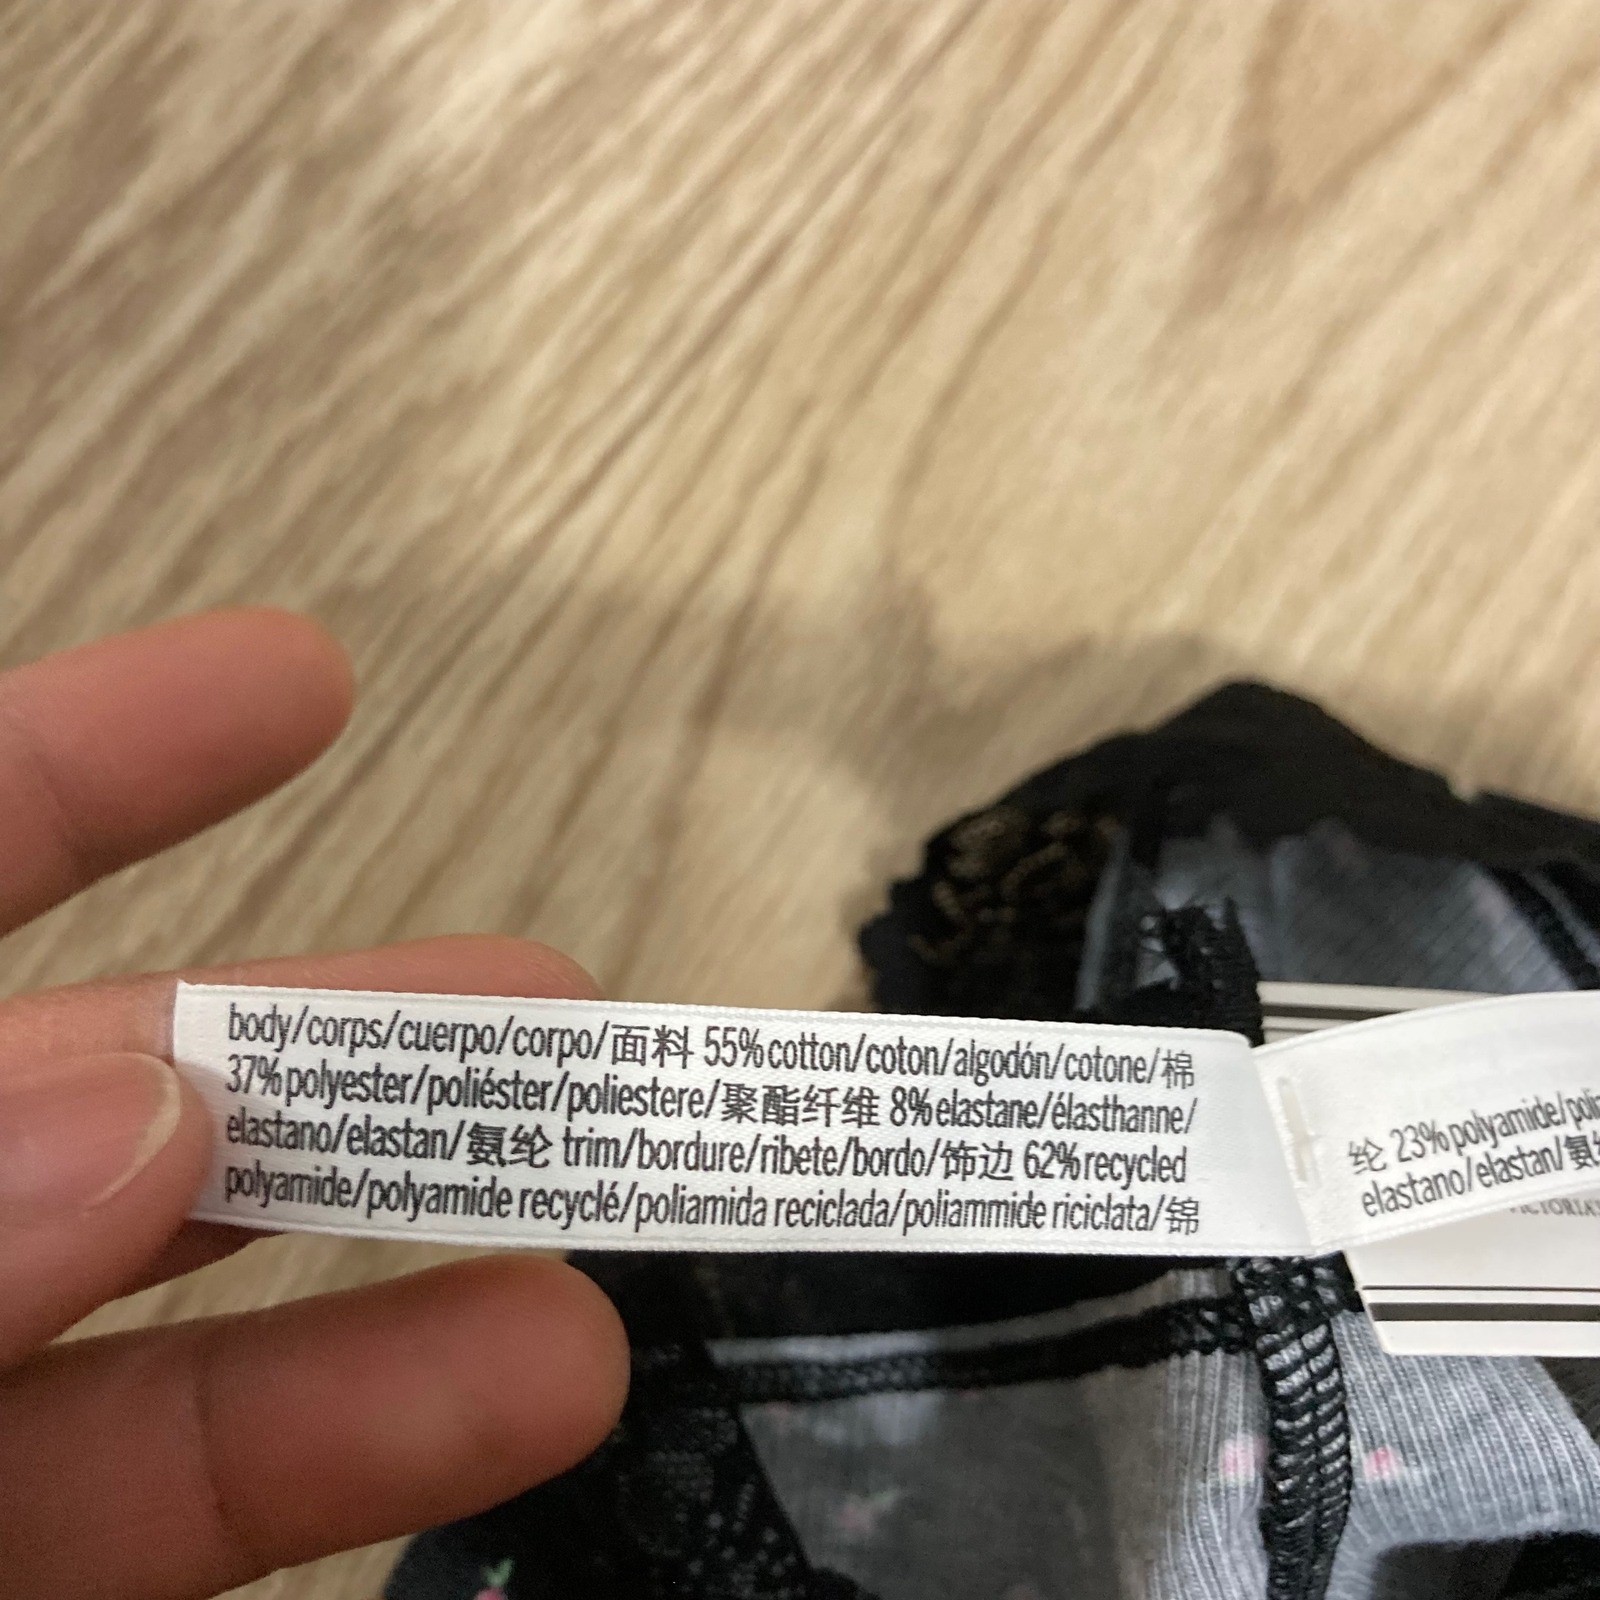 body/corps/cuerpo/corpo/面料 55% cotton/coton/algodón/cotone/棉
37% polyester/poliéster/poliestere/聚酯纤维 8% elastane/élasthanne/
elastano/elastan/氨纶 trim/bordure/ribete/bordo/饰边 62% recycled
polyamide/polyamide recyclé/poliamida reciclada/poliammide riciclata/锦
纶 23% polyamide/
elastano/elastan/